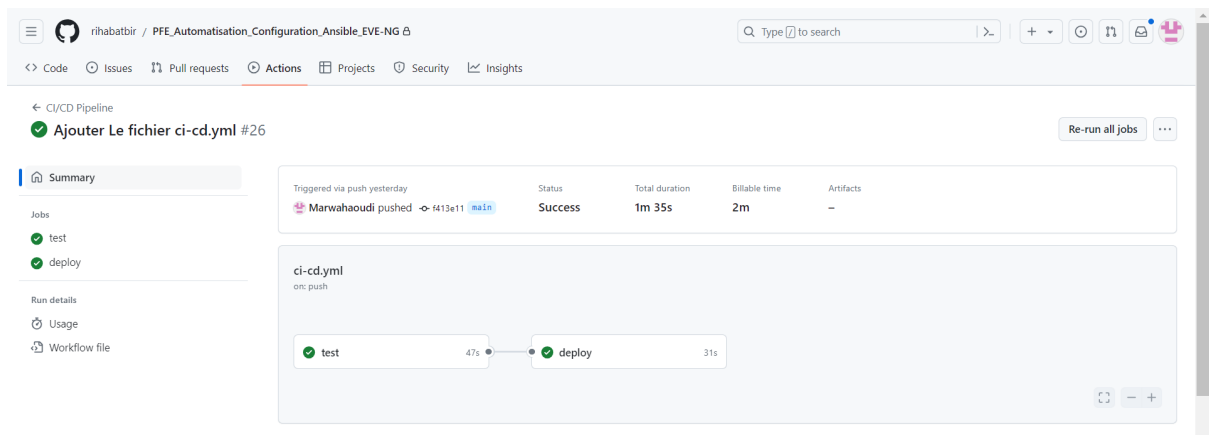 rihabatbir / PFE_Automatisation_Configuration_Ansible_EVE-NG
Type / to search
Code Issues Pull requests Actions Projects Security Insights
← CI/CD Pipeline
Ajouter Le fichier ci-cd.yml #26
Re-run all jobs ...
Summary
Jobs
test
deploy
Run details
Usage
Workflow file
Triggered via push yesterday
Marwahaoudi pushed f413e11 main
Status
Success
Total duration
1m 35s
Billable time
2m
Artifacts
–
ci-cd.yml
on: push
test 47s
deploy 31s